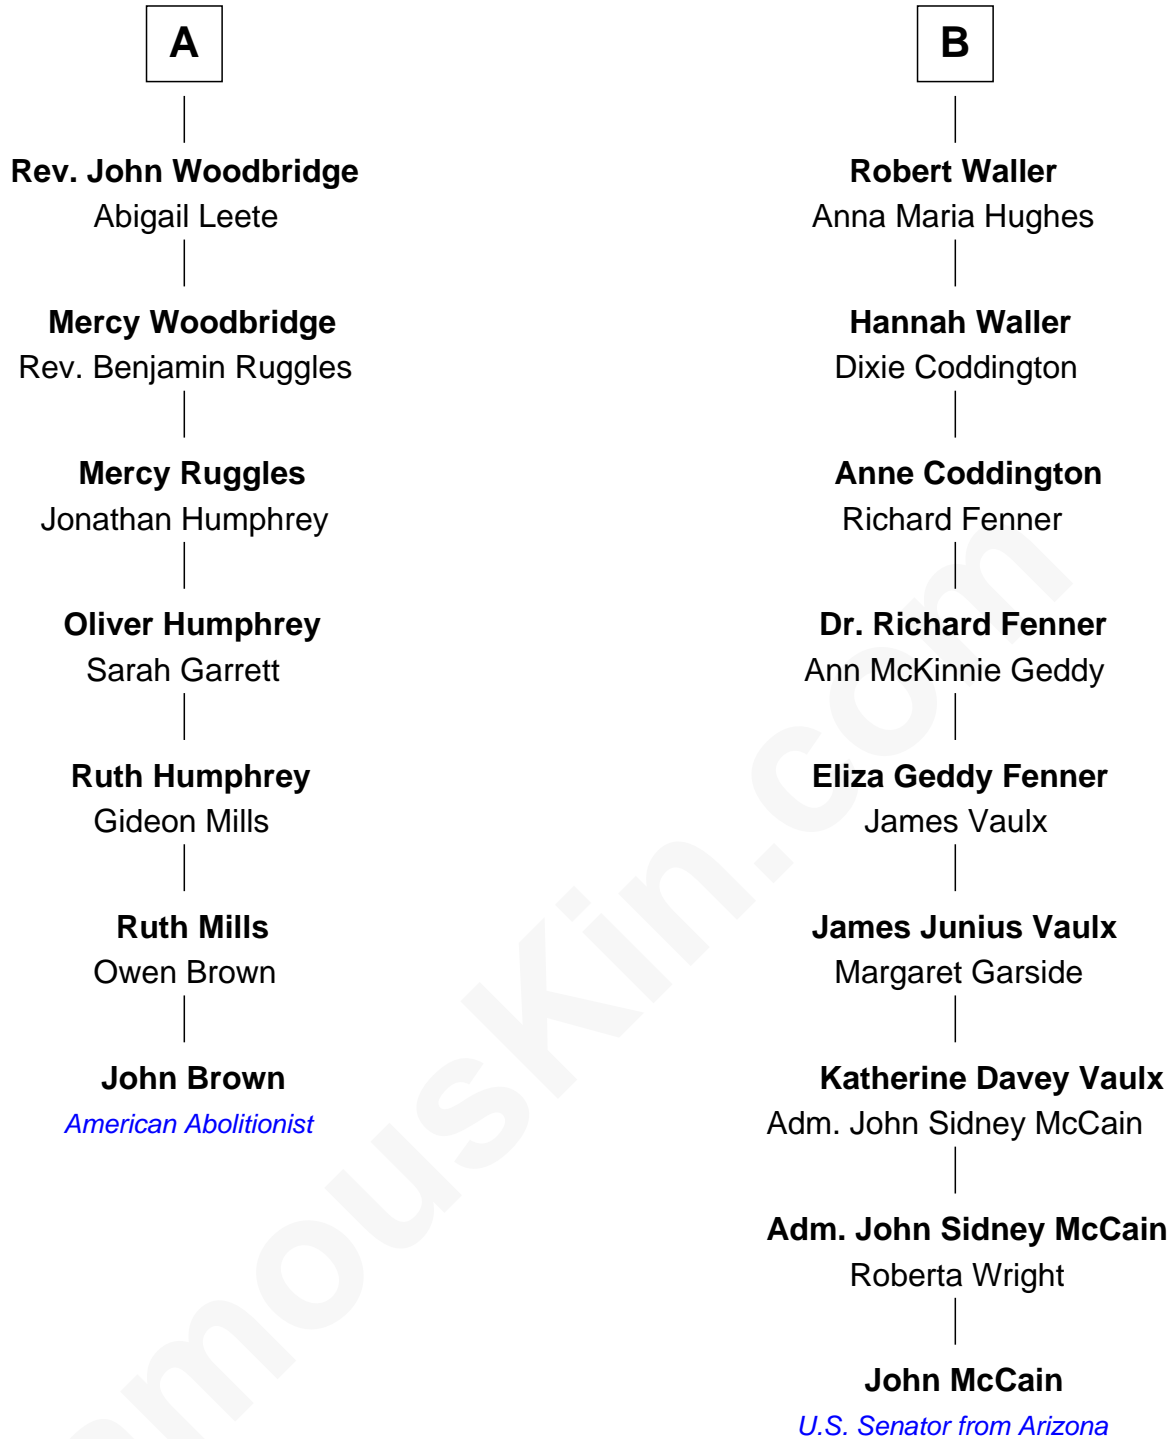 A
Rev. John Woodbridge
Abigail Leete
Mercy Woodbridge
Rev. Benjamin Ruggles
Mercy Ruggles
Jonathan Humphrey
Oliver Humphrey
Sarah Garrett
Ruth Humphrey
Gideon Mills
Ruth Mills
Owen Brown
John Brown
American Abolitionist
B
Robert Waller
Anna Maria Hughes
Hannah Waller
Dixie Coddington
Anne Coddington
Richard Fenner
Dr. Richard Fenner
Ann McKinnie Geddy
Eliza Geddy Fenner
James Vaulx
James Junius Vaulx
Margaret Garside
Katherine Davey Vaulx
Adm. John Sidney McCain
Adm. John Sidney McCain
Roberta Wright
John McCain
U.S. Senator from Arizona
amouskin.com